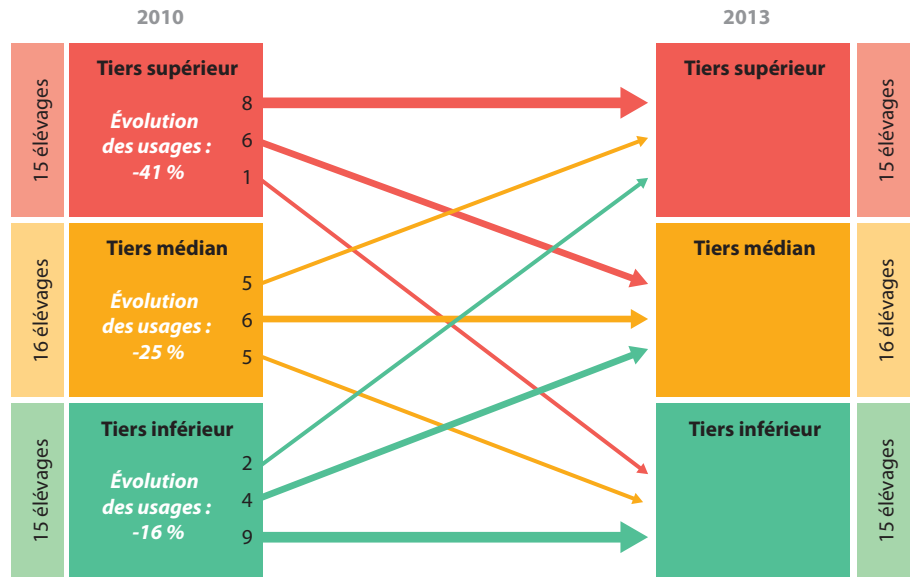 2010
2013
15 élévages
Tiers supérieur
Évolution
des usages :
-41 %
8
6
1
Tiers supérieur
15 élévages
16 élévages
Tiers médian
Évolution
des usages :
-25 %
5
6
5
Tiers médian
16 élévages
15 élévages
Tiers inférieur
Évolution
des usages :
-16 %
2
4
9
Tiers inférieur
15 élévages